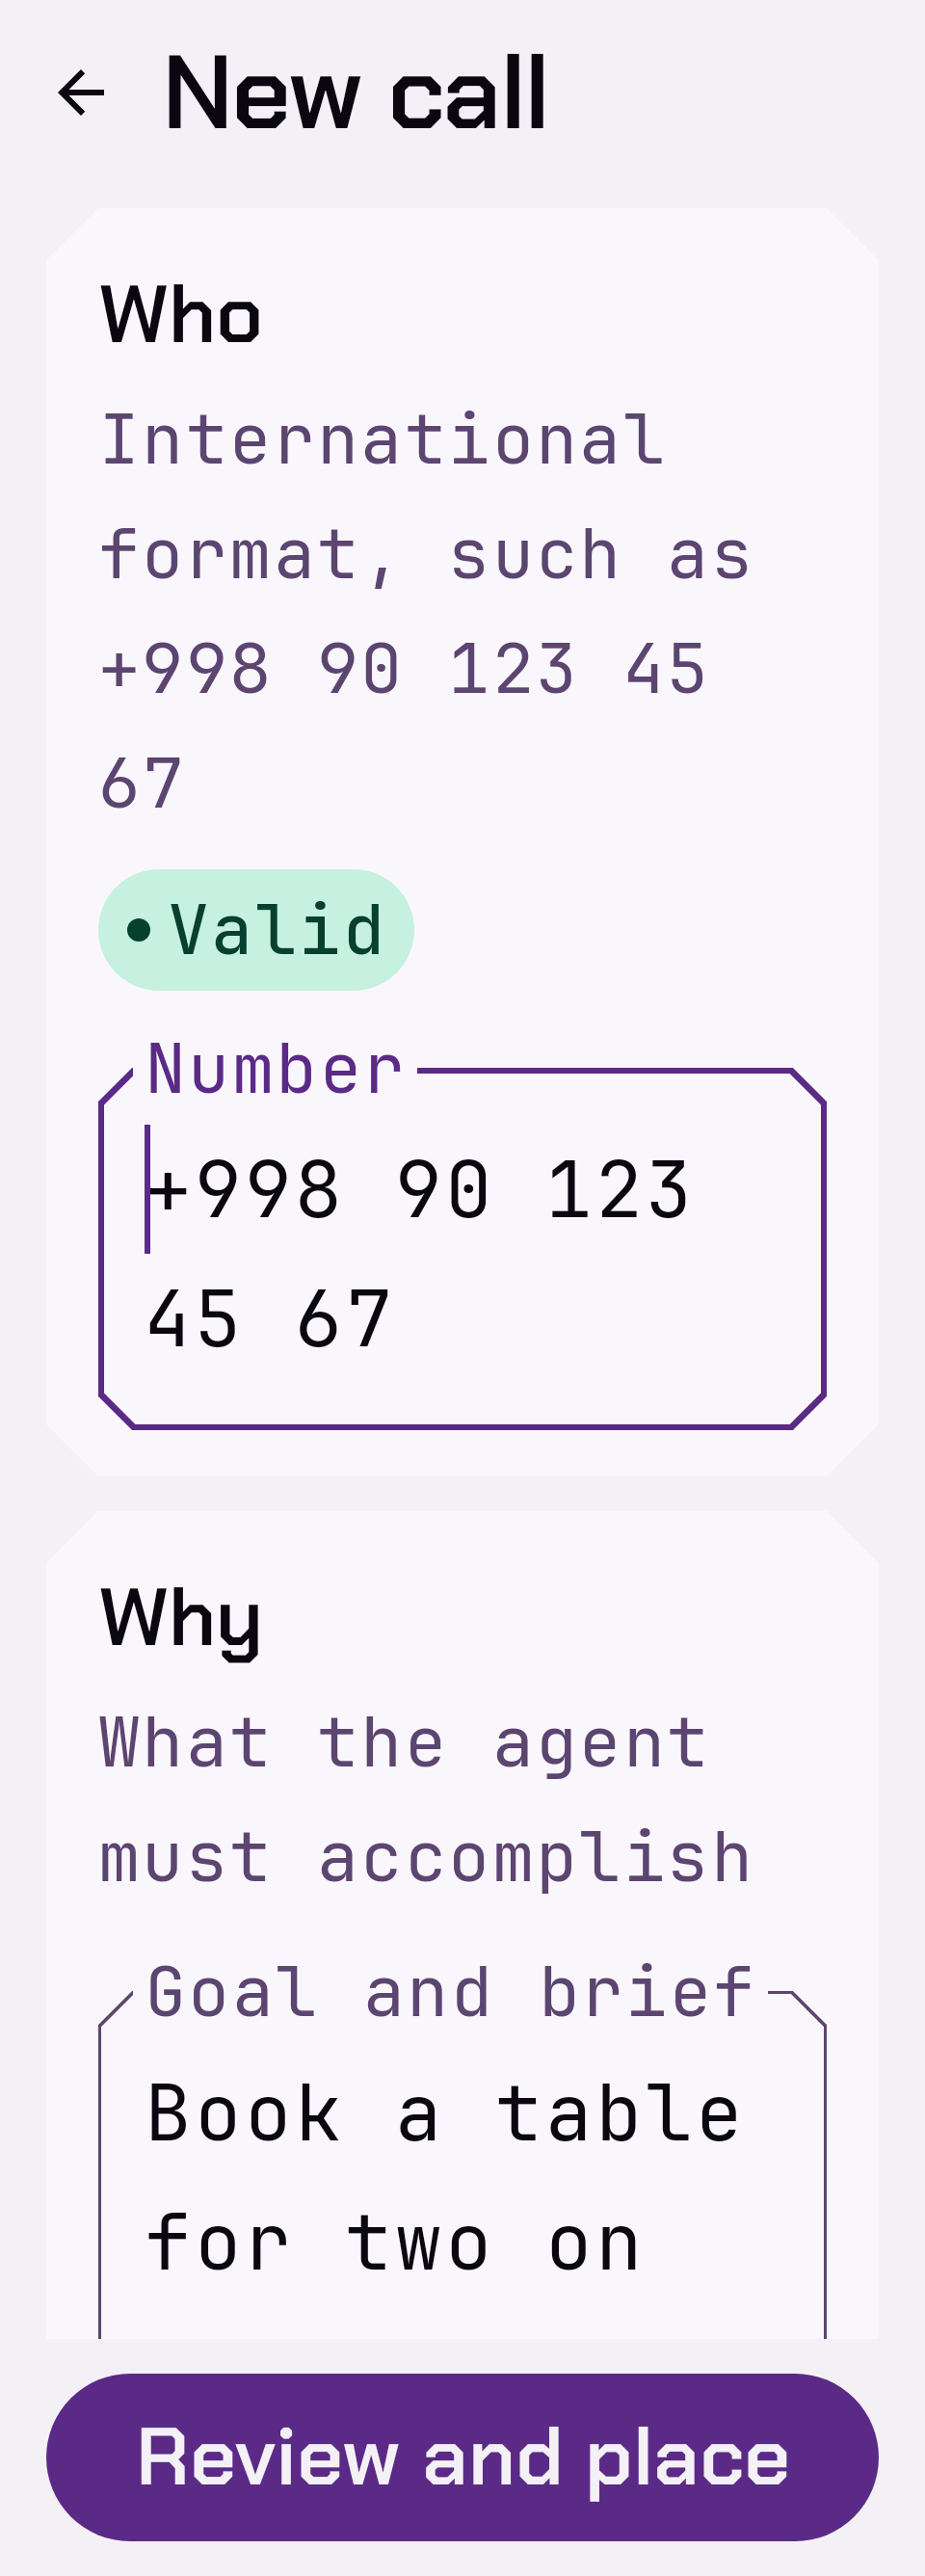 New call
Who
International
format, such as
+998 90 123 45
67
Valid
Number
+998 90 123
45 67
Why
What the agent
must accomplish
Goal and brief
Book a table
for two on
Review and place